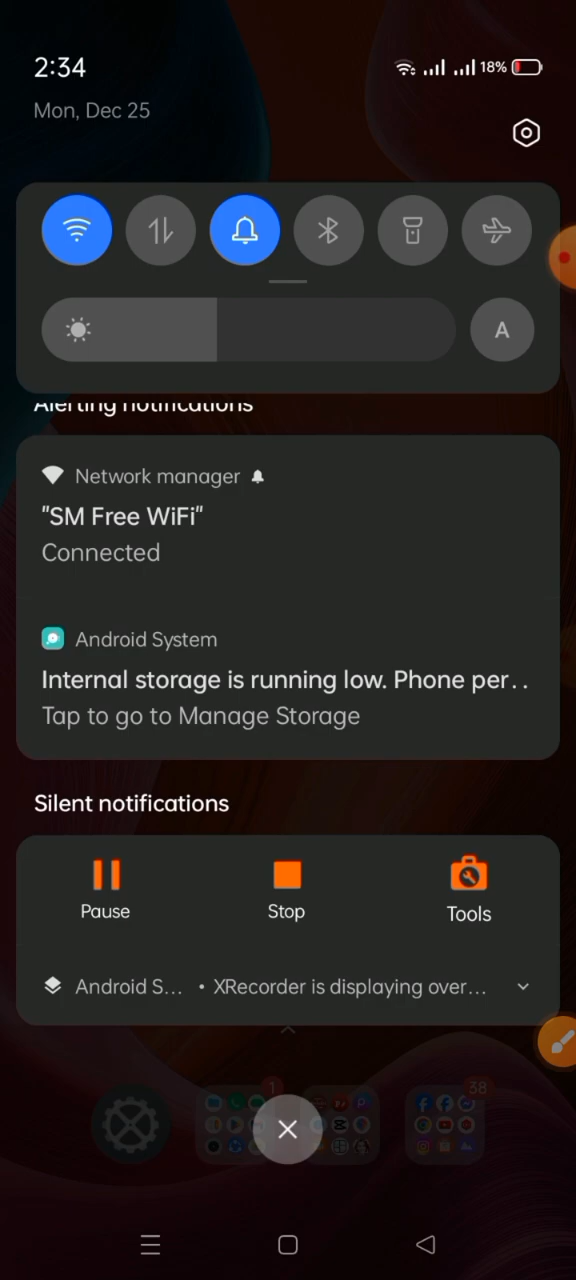 2:34
18%
Mon, Dec 25
A
Alerting notifications
Network manager
"SM Free WiFi"
Connected
Android System
Internal storage is running low. Phone per..
Tap to go to Manage Storage
Silent notifications
Pause
Stop
Tools
Android S... • XRecorder is displaying over...
1
38